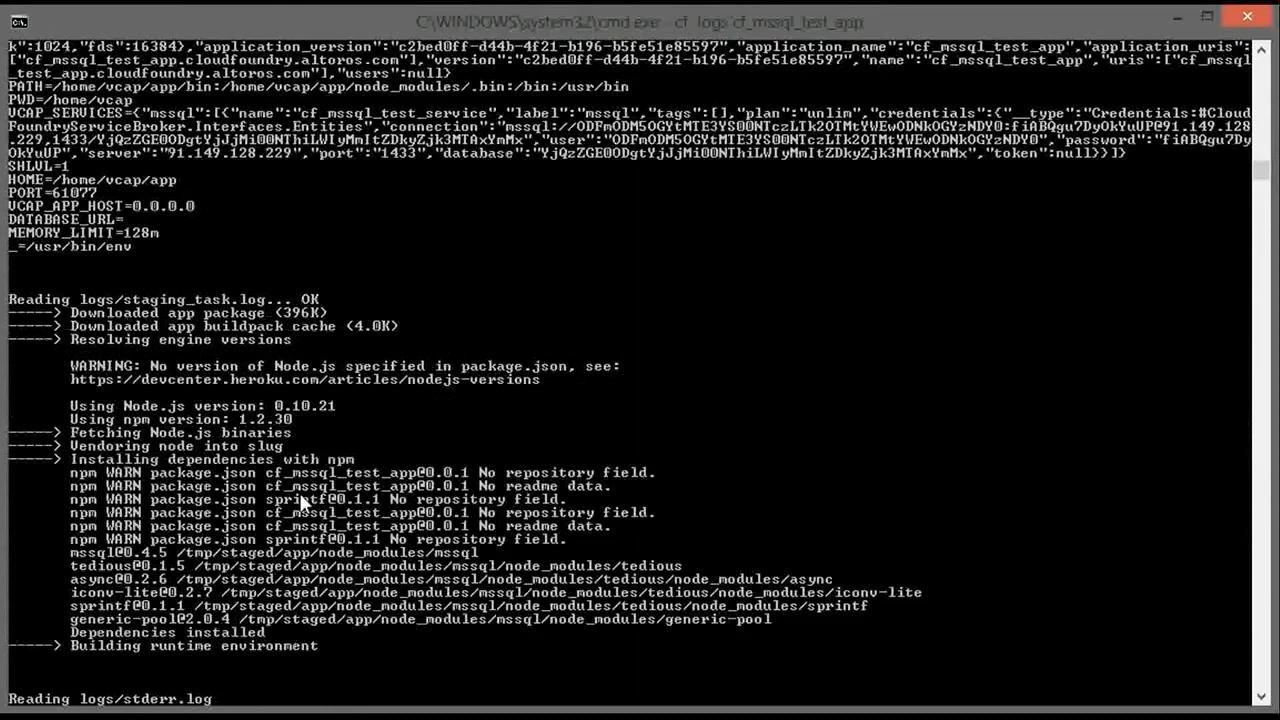 C:\WINDOWS\system32\cmd.exe - cf logs cf_mssql_test_app
k":1024,"fds":16384},"application_version":"c2bed0ff-d44b-4f21-b196-b5fe51e85597","application_name":"cf_mssql_test_app","application_uris":
["cf_mssql_test_app.cloudfoundry.altoros.com"],"version":"c2bed0ff-d44b-4f21-b196-b5fe51e85597","name":"cf_mssql_test_app","uris":["cf_mssql
_test_app.cloudfoundry.altoros.com"],"users":null}
PATH=/home/vcap/app/bin:/home/vcap/app/node_modules/.bin:/bin:/usr/bin
PWD=/home/vcap
VCAP_SERVICES={"mssql":[{"name":"cf_mssql_test_service","label":"mssql","tags":[],"plan":"unlim","credentials":{"__type":"Credentials:#Cloud
FoundryServiceBroker.Interfaces.Entities","connection":"mssql://
.229,1433/
"server":"91.149.128.229","port":"1433","database": "token":null}}]}
SHLVL=1
HOME=/home/vcap/app
PORT=61077
VCAP_APP_HOST=0.0.0.0
DATABASE_URL=
MEMORY_LIMIT=128m
_=/usr/bin/env
Reading logs/staging_task.log... OK
-----> Downloaded app package (396K)
-----> Downloaded app buildpack cache (4.0K)
-----> Resolving engine versions
WARNING: No version of Node.js specified in package.json, see:
https://devcenter.heroku.com/articles/nodejs-versions
Using Node.js version: 0.10.21
Using npm version: 1.2.30
-----> Fetching Node.js binaries
-----> Vendoring node into slug
-----> Installing dependencies with npm
npm WARN package.json cf_mssql_test_app@0.0.1 No repository field.
npm WARN package.json cf_mssql_test_app@0.0.1 No readme data.
npm WARN package.json sprintf@0.1.1 No repository field.
npm WARN package.json cf_mssql_test_app@0.0.1 No repository field.
npm WARN package.json cf_mssql_test_app@0.0.1 No readme data.
npm WARN package.json sprintf@0.1.1 No repository field.
mssql@0.4.5 /tmp/staged/app/node_modules/mssql
tedious@0.1.5 /tmp/staged/app/node_modules/mssql/node_modules/tedious
async@0.2.6 /tmp/staged/app/node_modules/mssql/node_modules/tedious/node_modules/async
iconv-lite@0.2.7 /tmp/staged/app/node_modules/mssql/node_modules/tedious/node_modules/iconv-lite
sprintf@0.1.1 /tmp/staged/app/node_modules/mssql/node_modules/tedious/node_modules/sprintf
generic-pool@2.0.4 /tmp/staged/app/node_modules/mssql/node_modules/generic-pool
Dependencies installed
-----> Building runtime environment
Reading logs/stderr.log